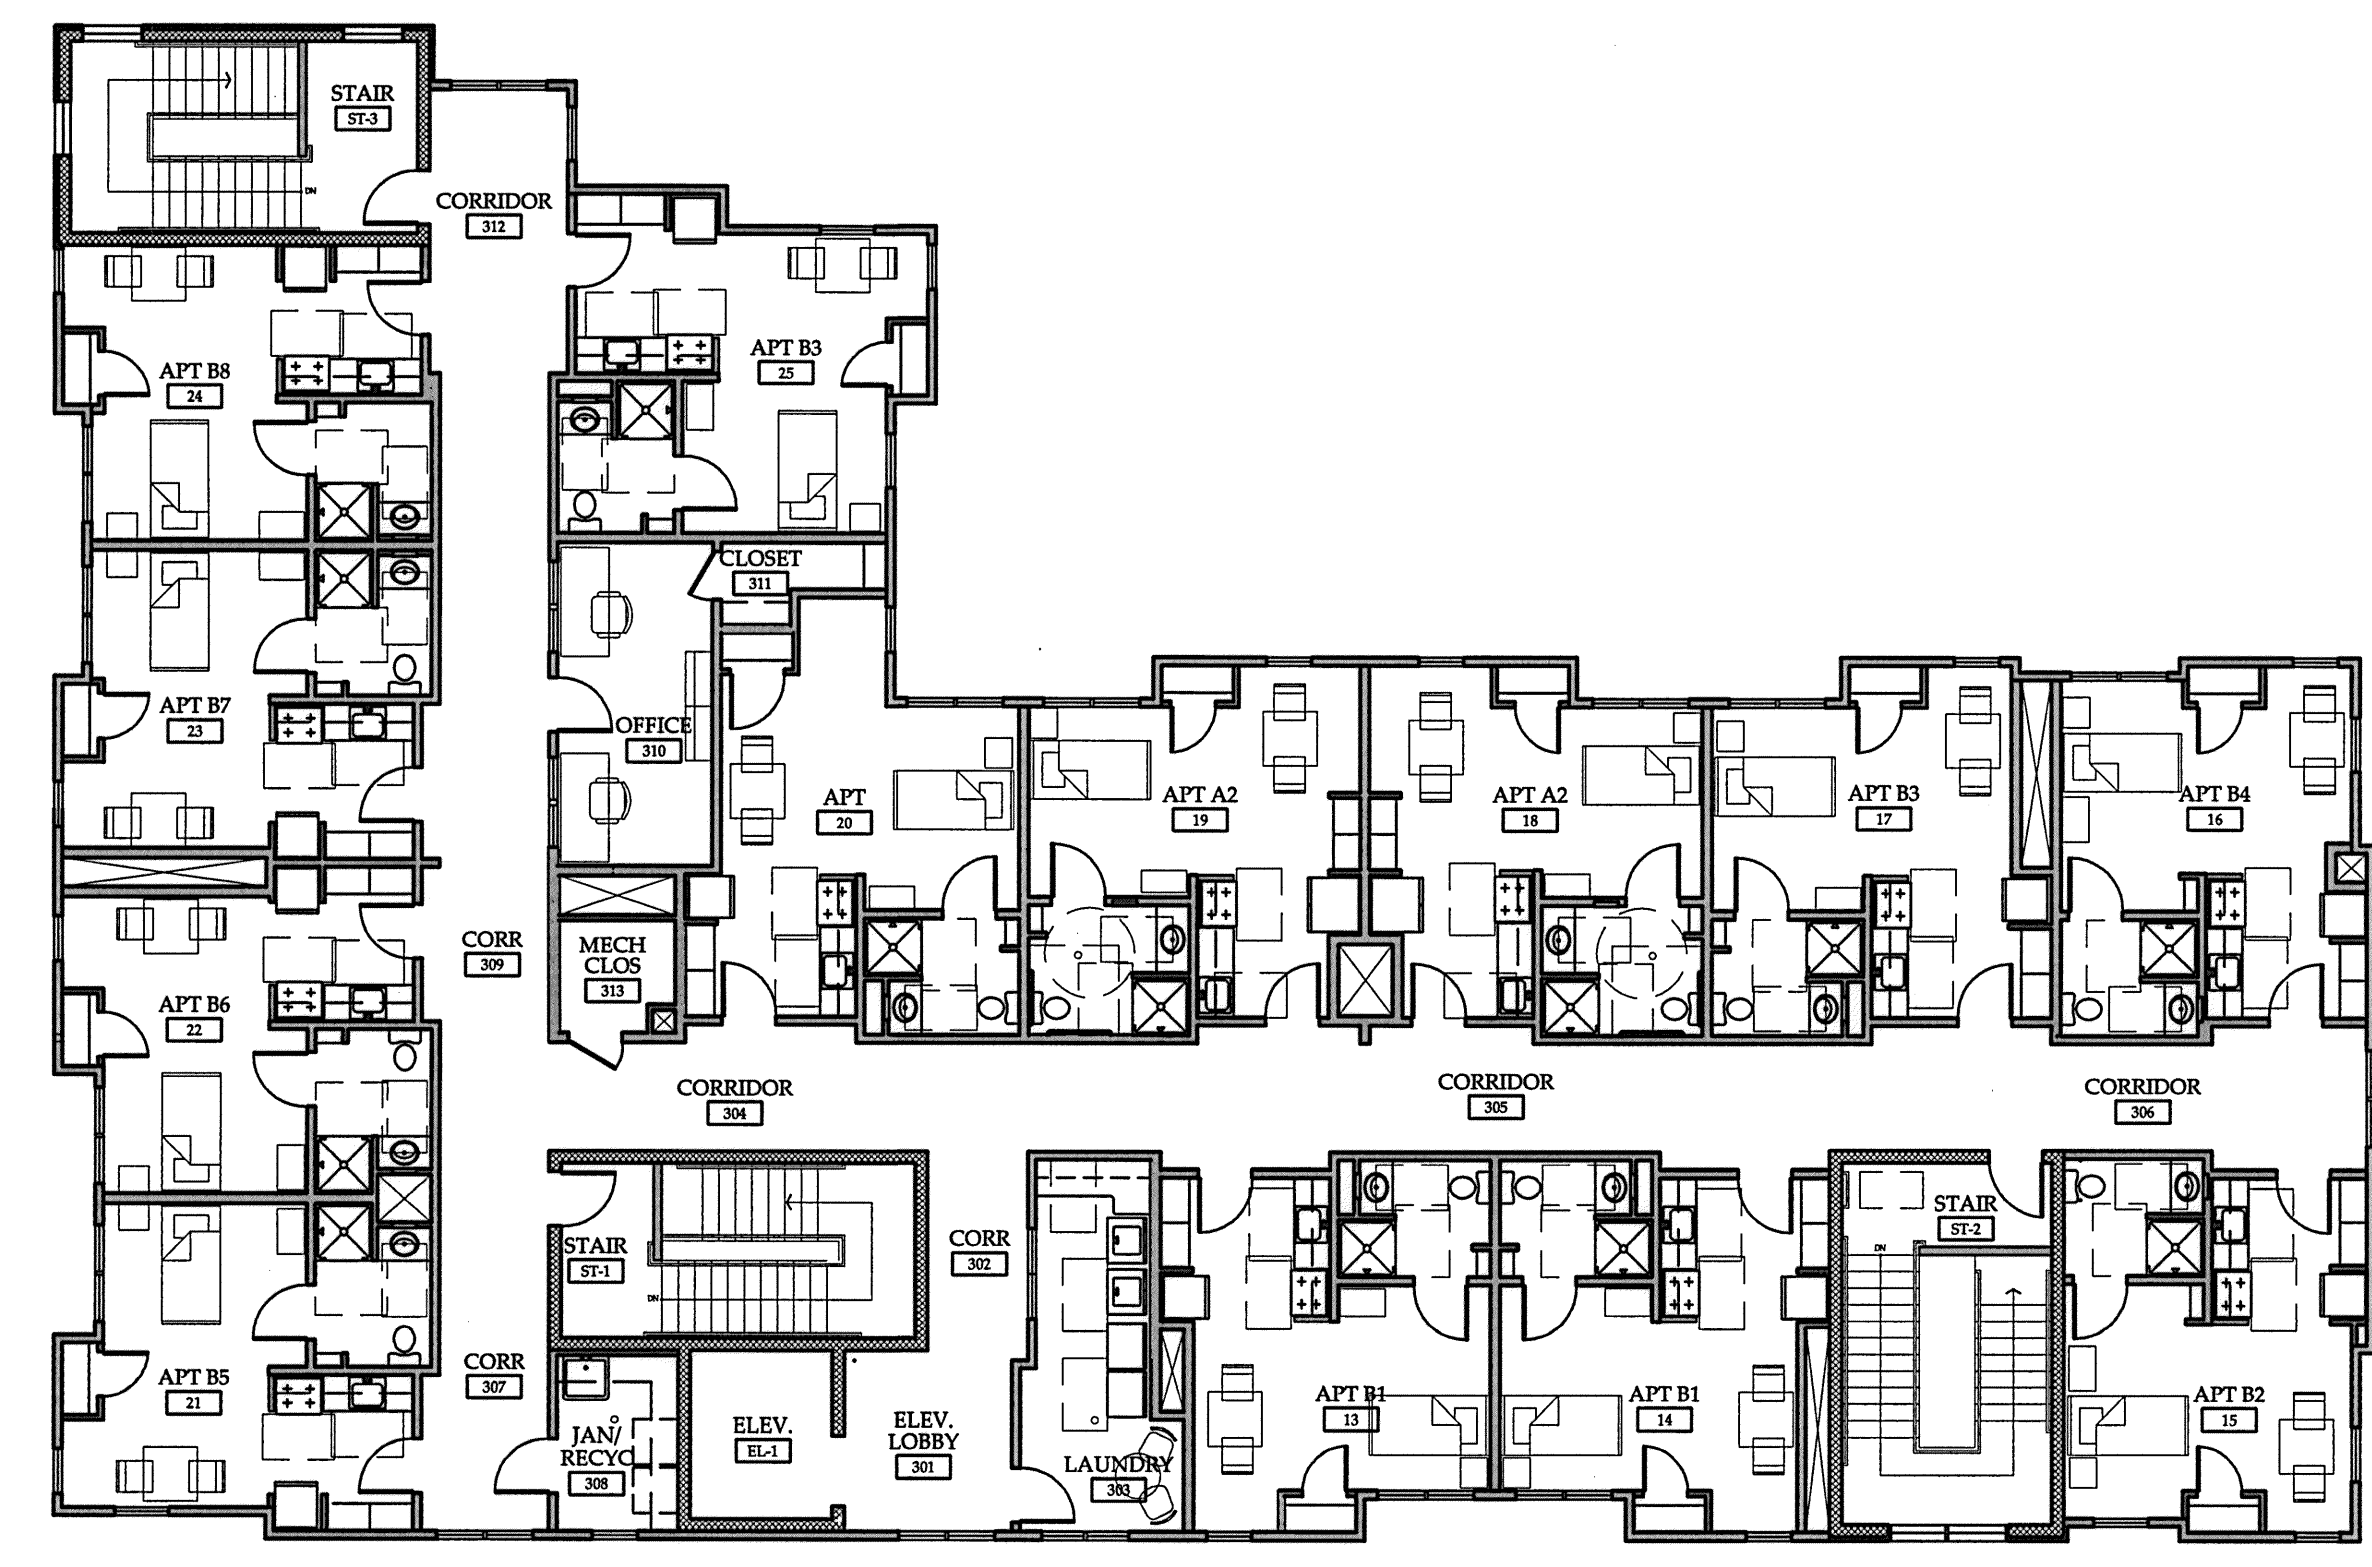 STAIR
ST-3
DN
CORRIDOR
312
APT B8
24
APT B3
25
CLOSET
311
APT B7
23
OFFICE
310
APT
20
APT A2
19
APT A2
18
APT B3
17
APT B4
16
CORR
309
MECH
CLOS
313
APT B6
22
CORRIDOR
304
CORRIDOR
305
CORRIDOR
306
STAIR
ST-1
DN
CORR
302
STAIR
ST-2
DN
APT B5
21
CORR
307
JAN/
RECYC
308
ELEV.
EL-1
ELEV.
LOBBY
301
LAUNDRY
303
APT B1
13
APT B1
14
APT B2
15